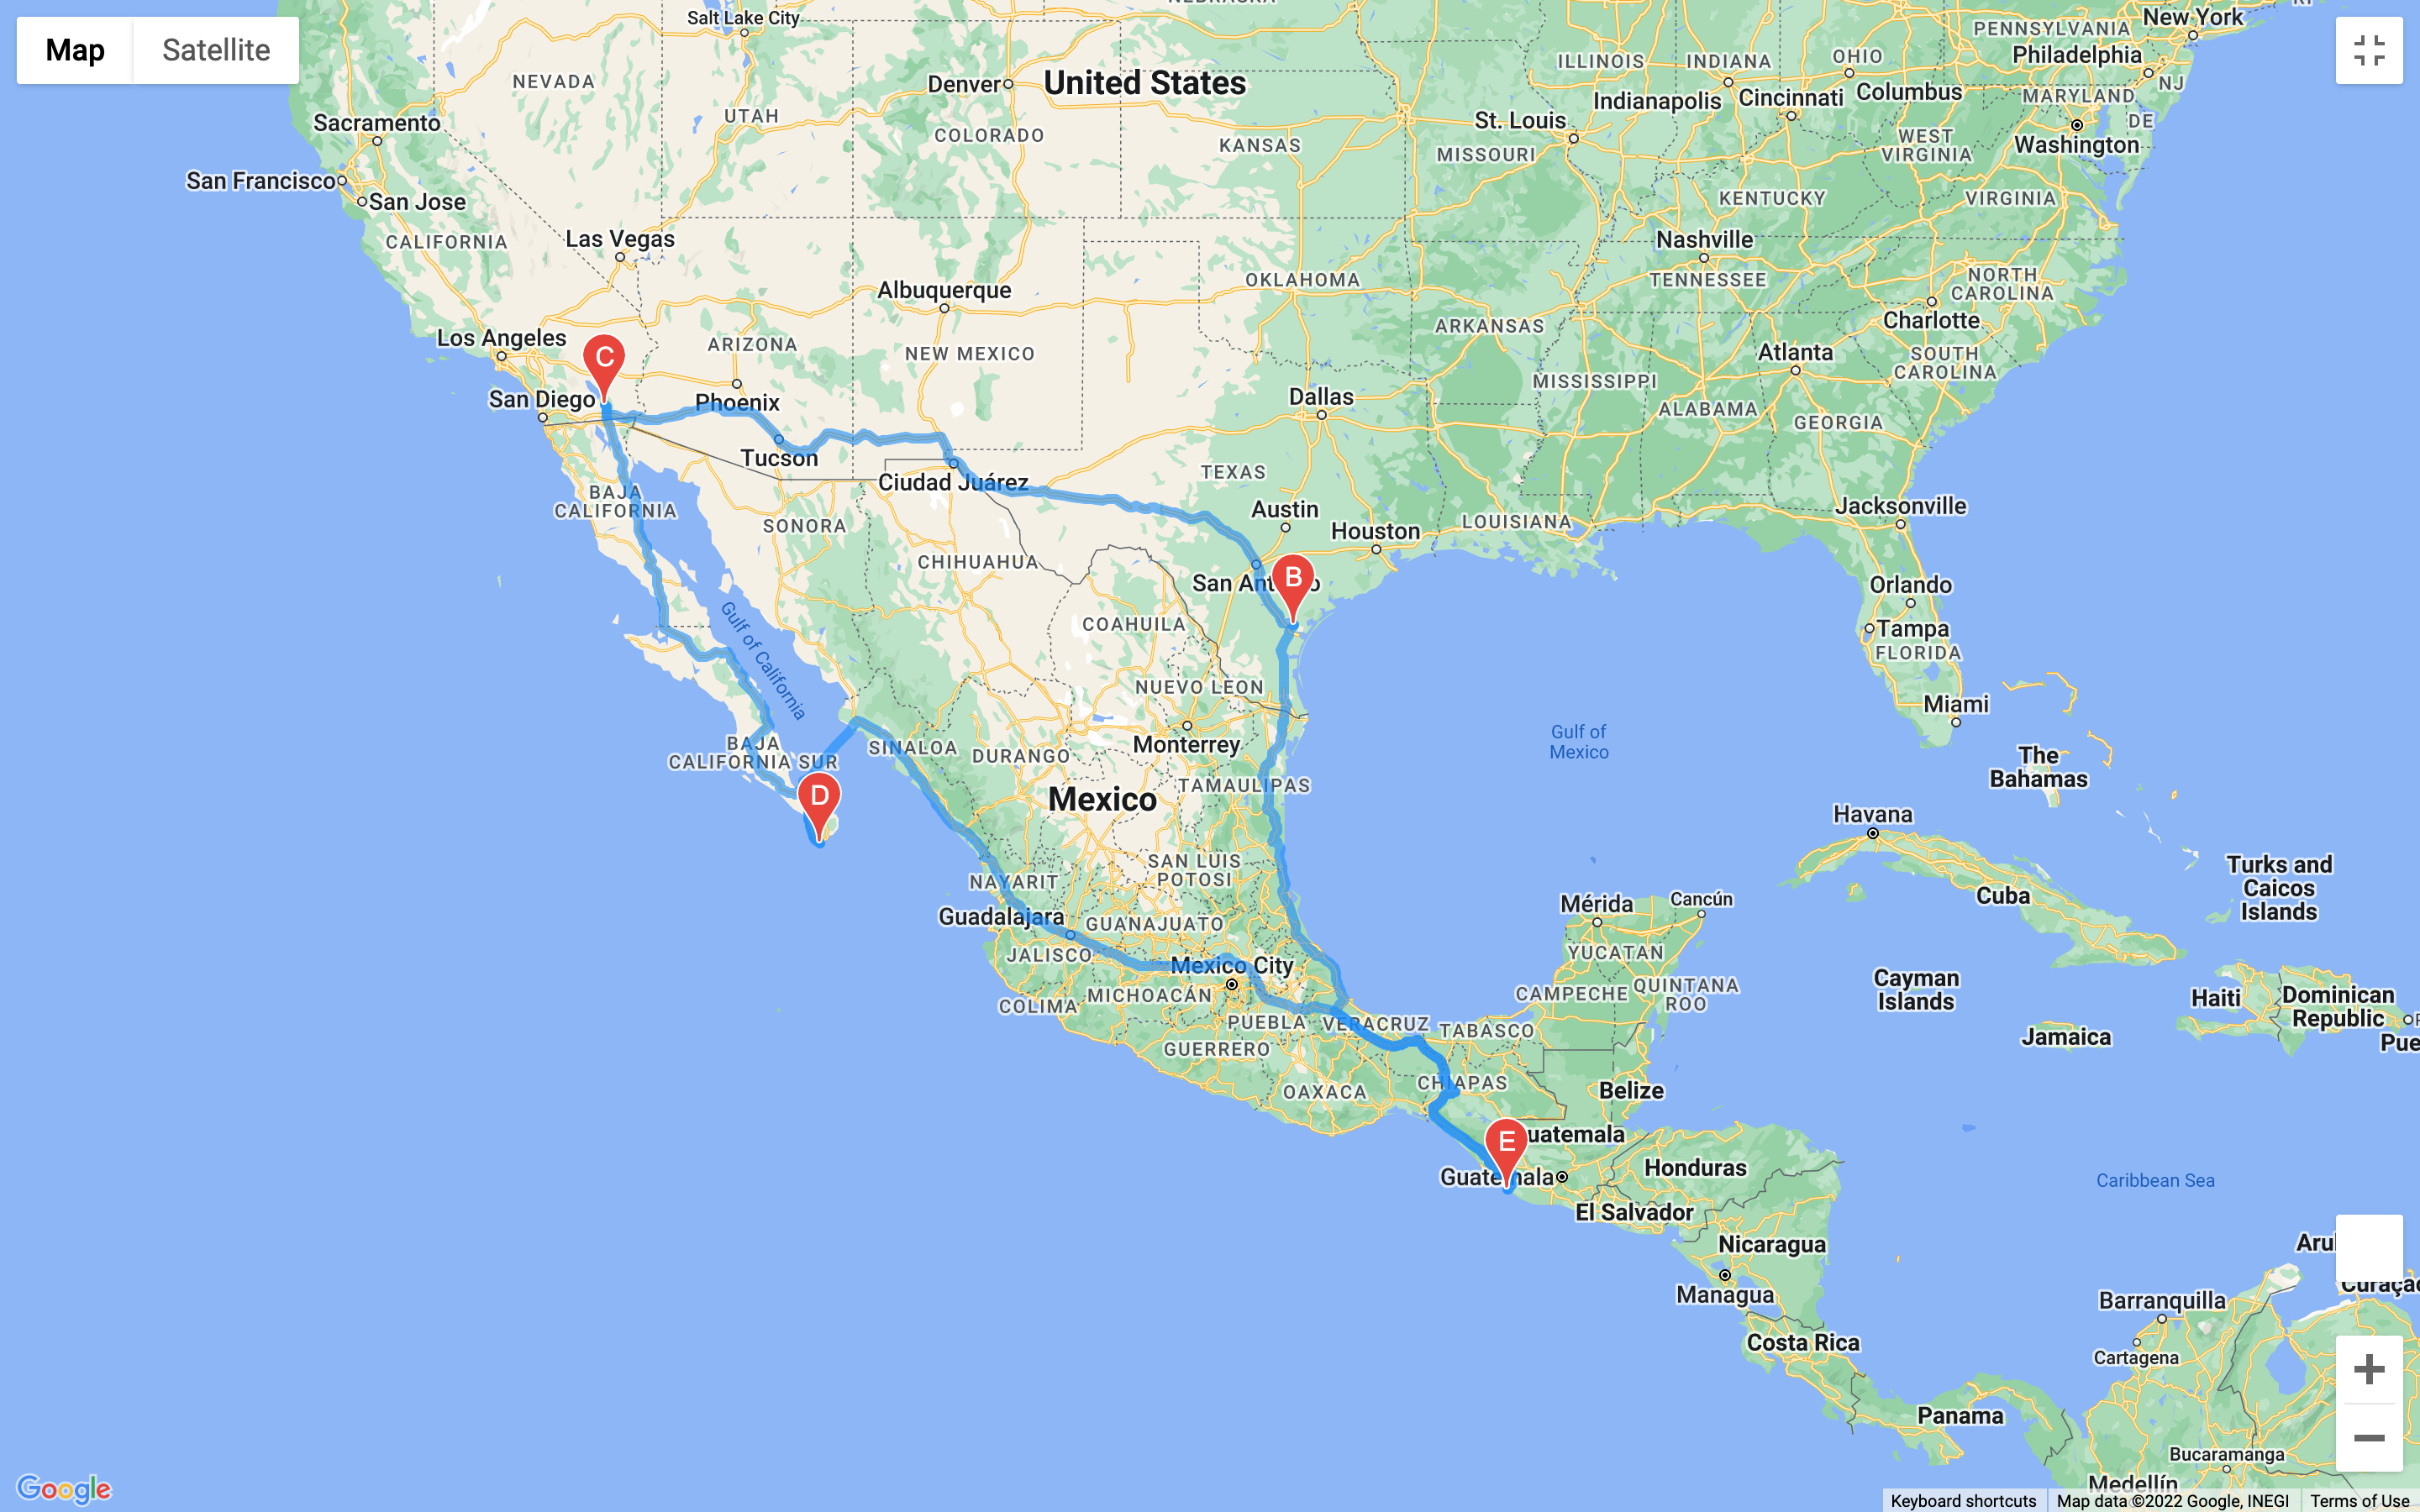 Map
Satellite
Salt Lake City
New York
PENNSYLVANIA
Philadelphia
NJ
NEVADA
Denver
United States
ILLINOIS
INDIANA
OHIO
Indianapolis
Cincinnati
Columbus
MARYLAND
DE
UTAH
COLORADO
KANSAS
St. Louis
MISSOURI
WEST
VIRGINIA
Washington
Sacramento
San Francisco
San Jose
KENTUCKY
VIRGINIA
CALIFORNIA
Las Vegas
Nashville
TENNESSEE
NORTH
CAROLINA
Charlotte
Albuquerque
OKLAHOMA
Los Angeles
C
ARIZONA
NEW MEXICO
ARKANSAS
Atlanta
SOUTH
CAROLINA
San Diego
Phoenix
Dallas
MISSISSIPPI
ALABAMA
GEORGIA
Tucson
Ciudad Juárez
TEXAS
BAJA
CALIFORNIA
SONORA
Austin
Houston
LOUISIANA
Jacksonville
CHIHUAHUA
San Antonio
B
Orlando
Gulf of California
COAHUILA
Tampa
FLORIDA
NUEVO LEON
Miami
Monterrey
Gulf of
Mexico
BAJA
CALIFORNIA SUR
SINALOA
DURANGO
TAMAULIPAS
The
Bahamas
D
Mexico
Havana
SAN LUIS
POTOSI
Turks and
Caicos
Islands
NAYARIT
Mérida
Cancún
Cuba
Guadalajara
GUANAJUATO
JALISCO
Mexico City
YUCATAN
COLIMA
MICHOACÁN
CAMPECHE
QUINTANA
ROO
Cayman
Islands
Haiti
Dominican
Republic
PUEBLA
VERACRUZ
TABASCO
Jamaica
Pue
GUERRERO
OAXACA
CHIAPAS
Belize
E
uatemala
Guatemala
Honduras
El Salvador
Caribbean Sea
Nicaragua
Aru
Managua
Curaçao
Barranquilla
Costa Rica
Cartagena
Panama
Bucaramanga
Medellín
Google
Keyboard shortcuts
Map data ©2022 Google, INEGI
Terms of Use